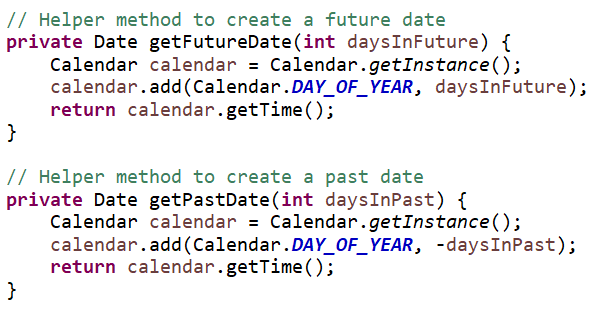 // Helper method to create a future date
private Date getFutureDate(int daysInFuture) {
    Calendar calendar = Calendar.getInstance();
    calendar.add(Calendar.DAY_OF_YEAR, daysInFuture);
    return calendar.getTime();
}

// Helper method to create a past date
private Date getPastDate(int daysInPast) {
    Calendar calendar = Calendar.getInstance();
    calendar.add(Calendar.DAY_OF_YEAR, -daysInPast);
    return calendar.getTime();
}